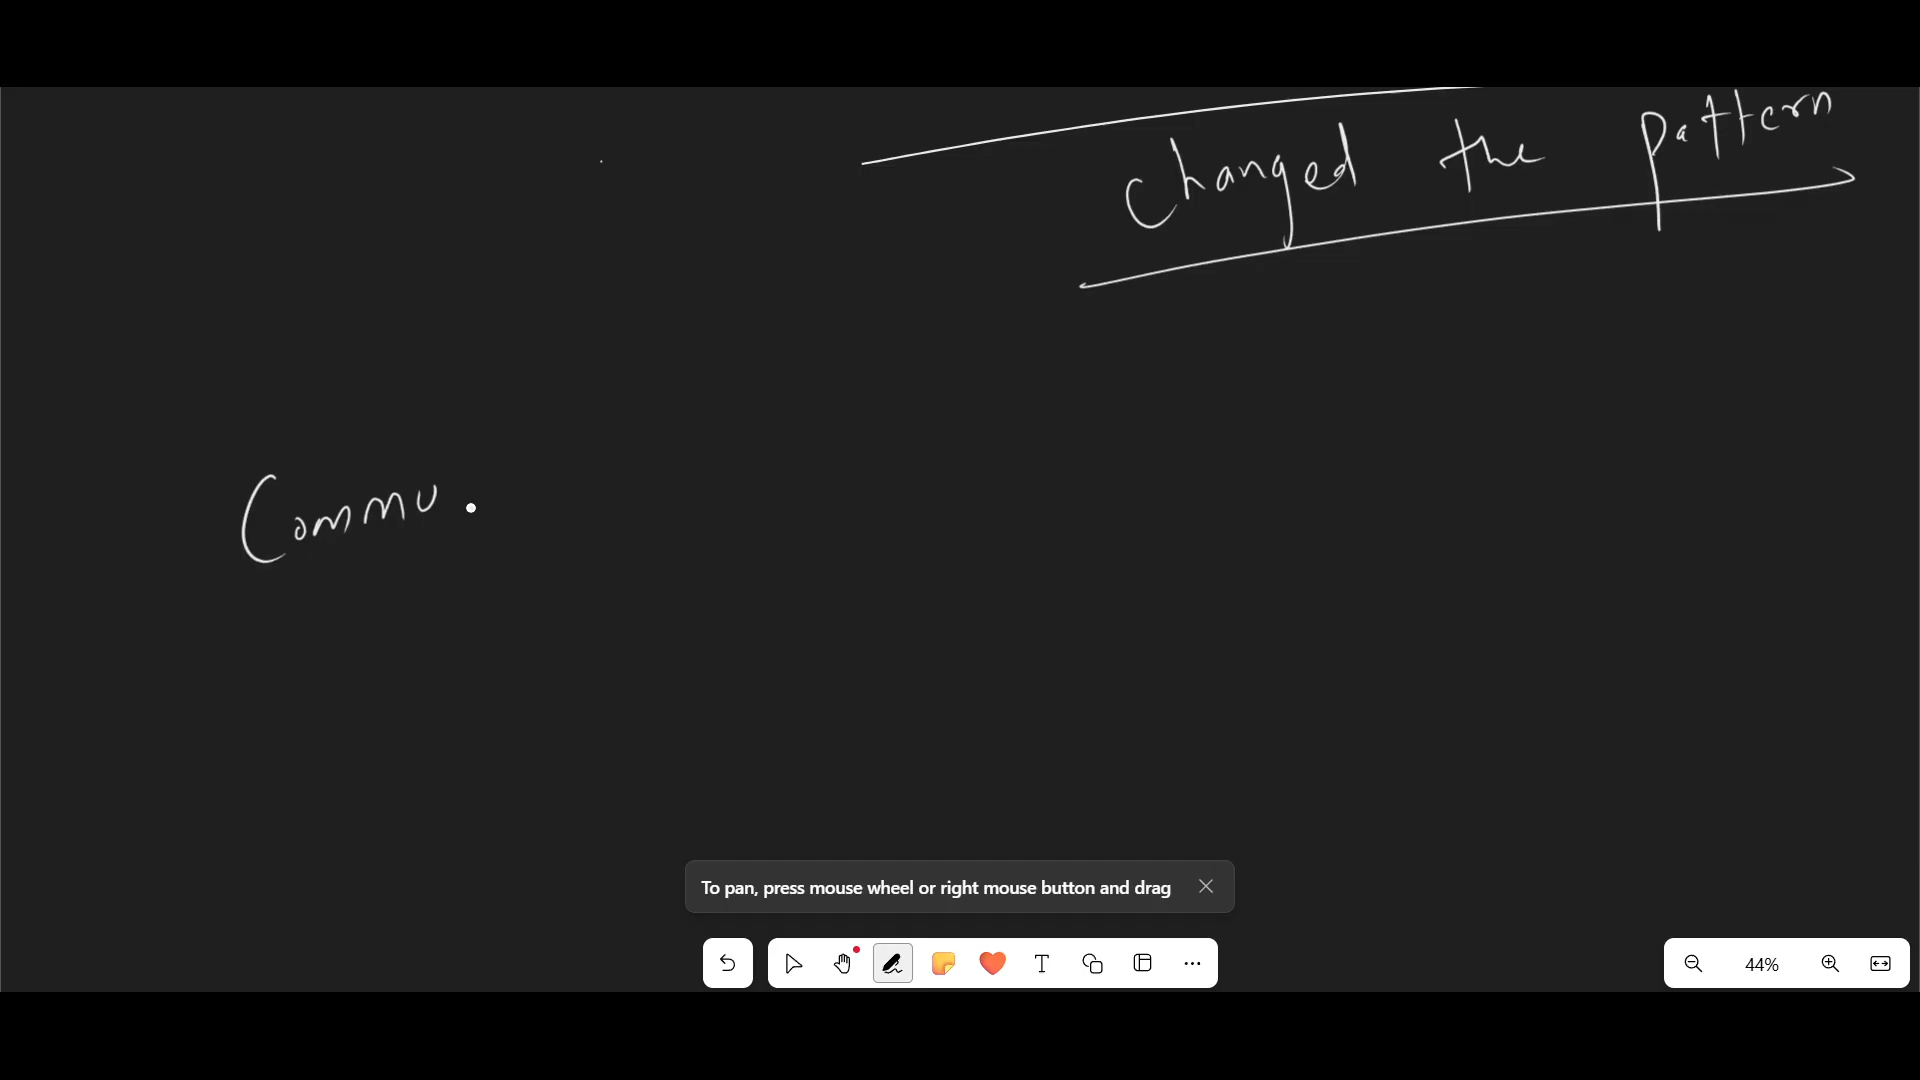 changed the pattern
Commu
To pan, press mouse wheel or right mouse button and drag
44%